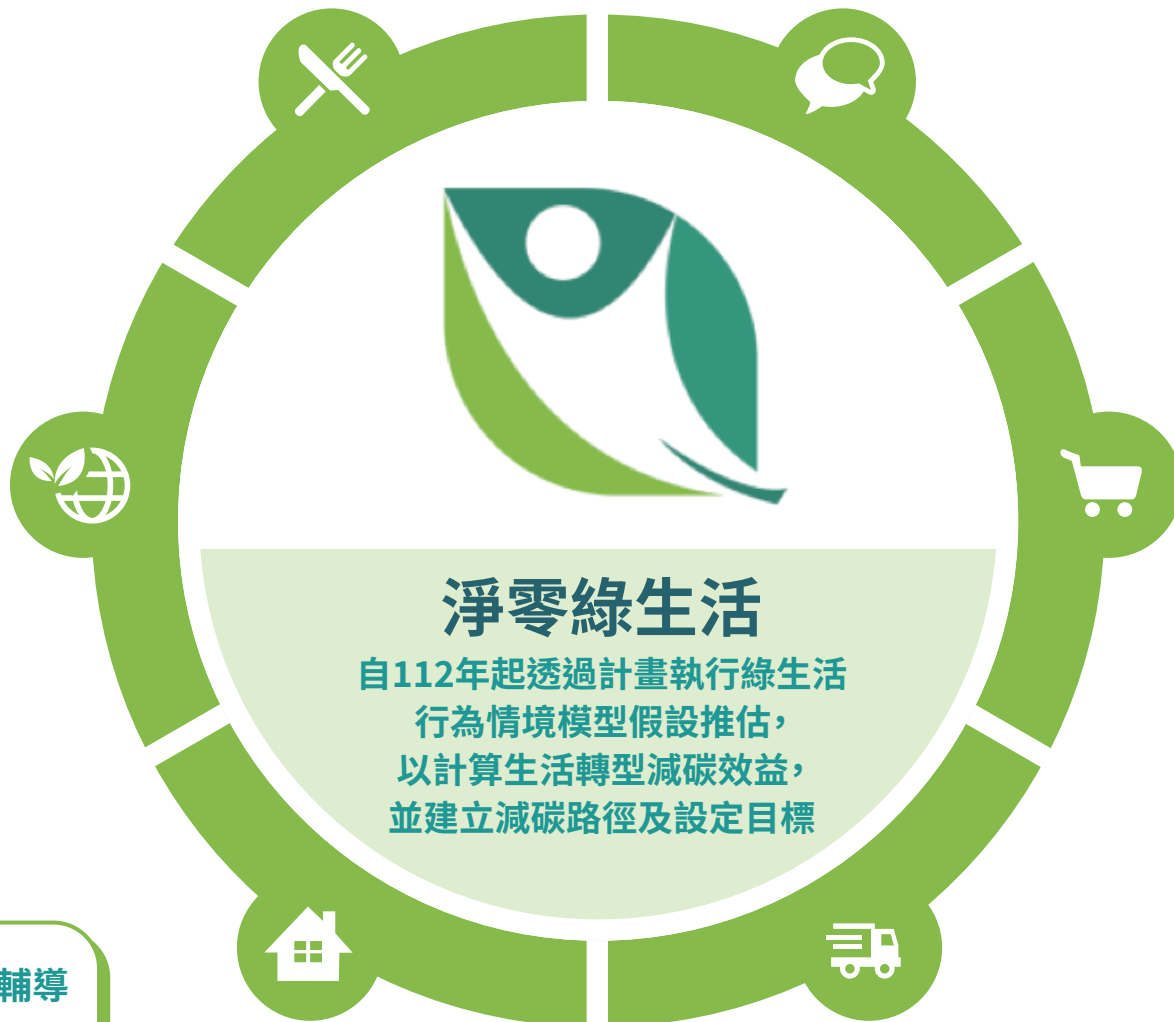 淨零綠生活
自112年起透過計畫執行綠生活
行為情境模型假設推估，
以計算生活轉型減碳效益，
並建立減碳路徑及設定目標
輔導